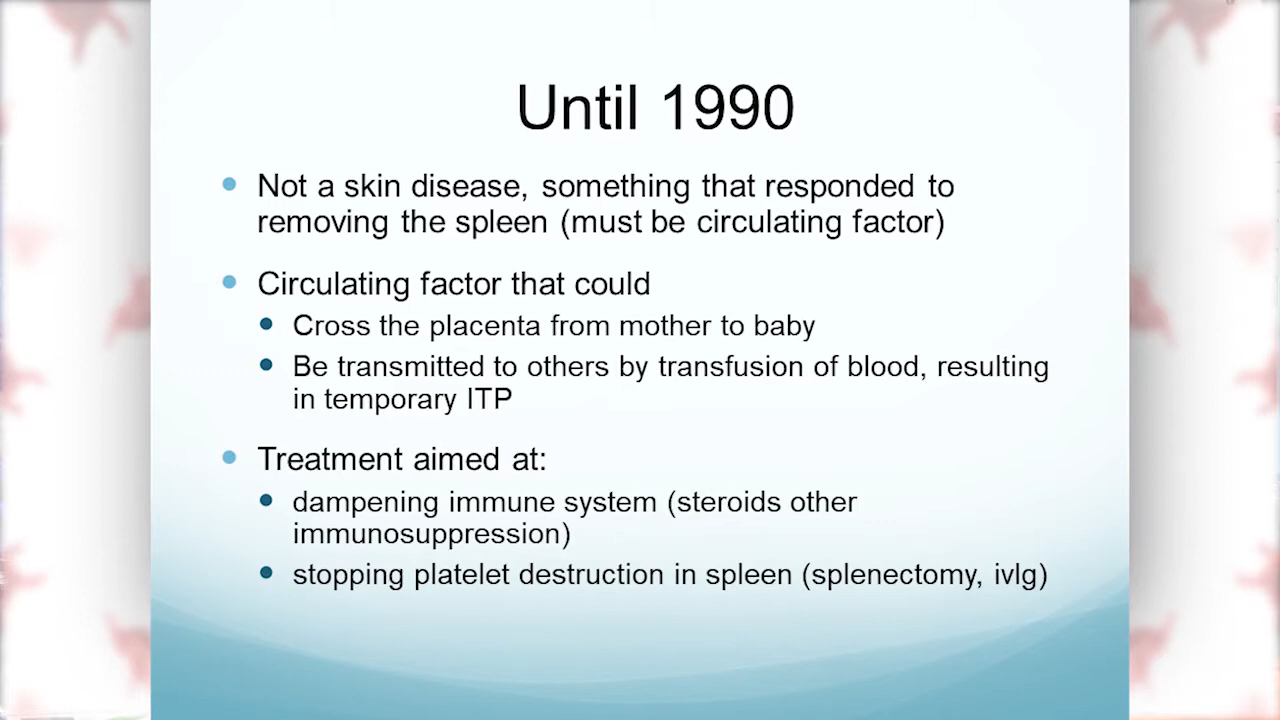 Until 1990
Not a skin disease, something that responded to
removing the spleen (must be circulating factor)
Circulating factor that could
Cross the placenta from mother to baby
Be transmitted to others by transfusion of blood, resulting
in temporary ITP
Treatment aimed at:
dampening immune system (steroids other
immunosuppression)
stopping platelet destruction in spleen (splenectomy, ivIg)